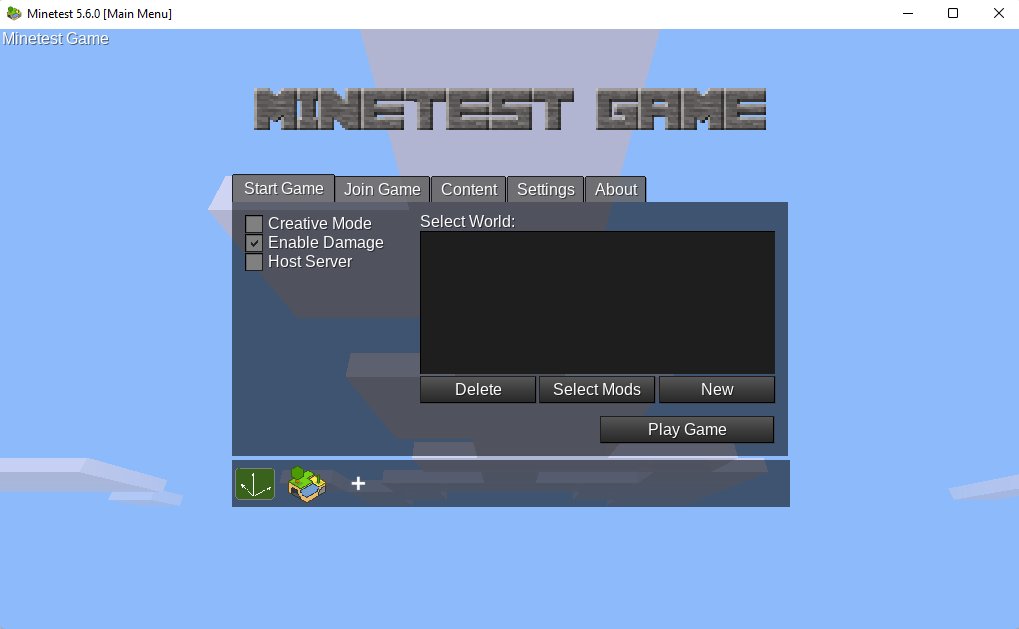 Minetest 5.6.0 [Main Menu]
Minetest Game
MINETEST GAME
Start Game Join Game Content Settings About
Creative Mode
Enable Damage
Host Server
Select World:
Delete Select Mods New
Play Game